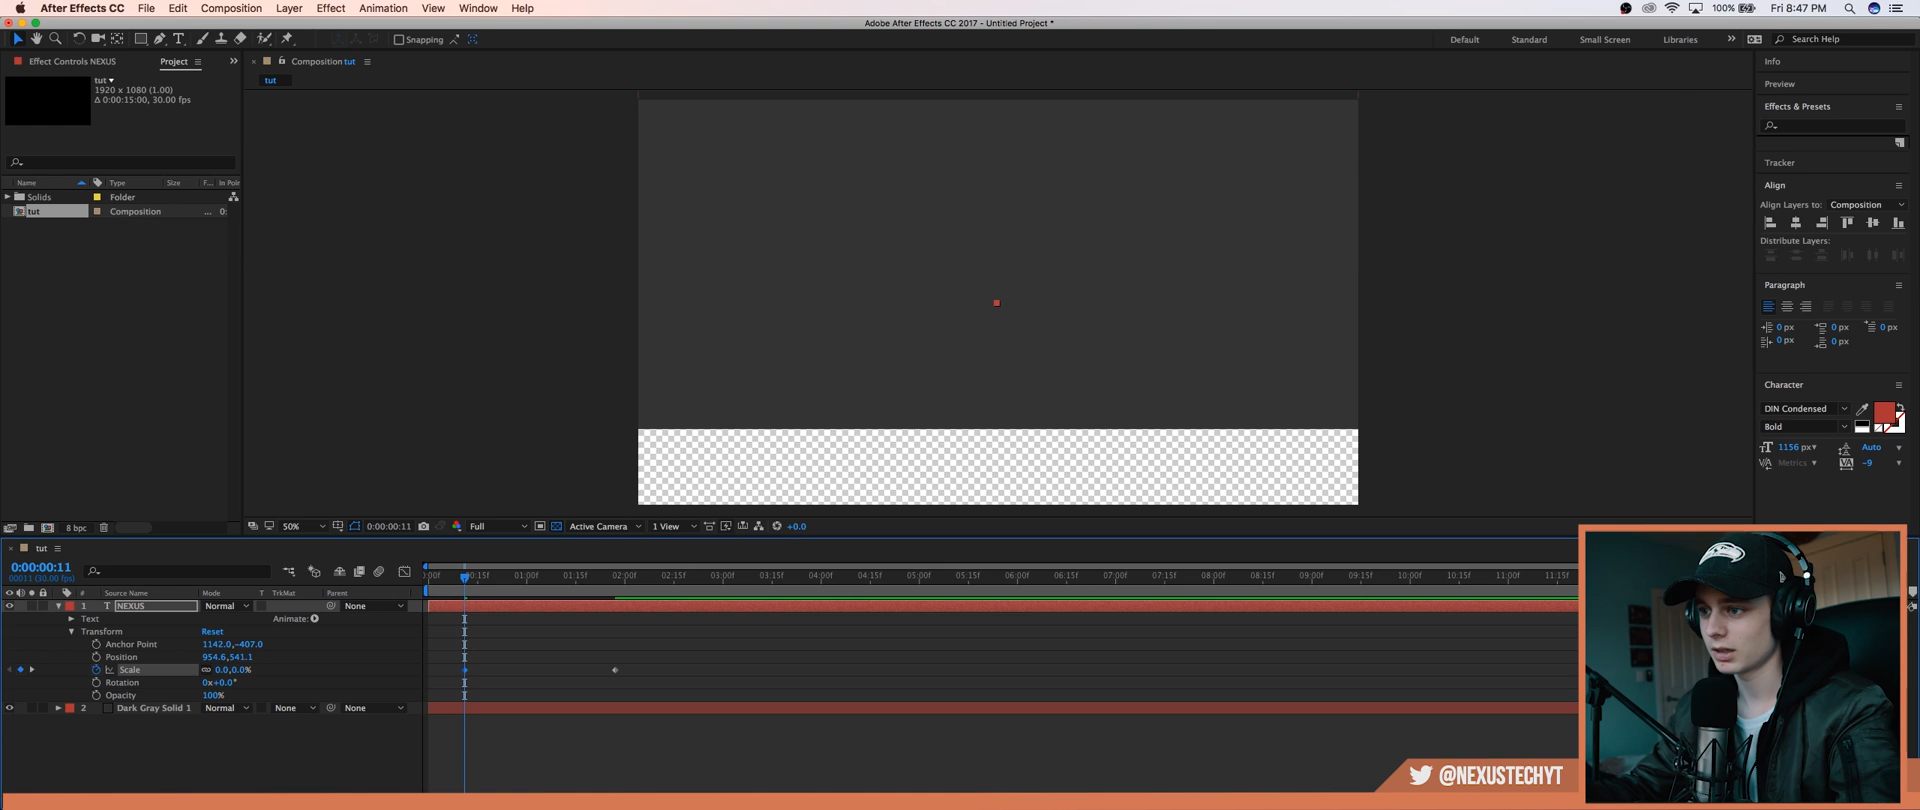 After Effects CC File Edit Composition Layer Effect Animation View Window Help
100% Fri 8:47 PM
Adobe After Effects CC 2017 - Untitled Project *
Snapping
Default Standard Small Screen Libraries Search Help
Effect Controls NEXUS Project
tut
1920 x 1080 (1.00)
Δ 0:00:15:00, 30.00 fps
Name Type Size F... In Poin
Solids Folder
tut Composition ... 0:
8 bpc
Composition tut
tut
50% 0:00:00:11 Full Active Camera 1 View +0.0
Info
Preview
Effects & Presets
Tracker
Align
Align Layers to: Composition
Distribute Layers:
Paragraph
0 px 0 px 0 px
0 px 0 px
Character
DIN Condensed
Bold
1156 px Auto
Metrics -9
tut
0:00:00:11
00011 (30.00 fps)
# Source Name Mode T TrkMat Parent
:00f 00:15f 01:00f 01:15f 02:00f 02:15f 03:00f 03:15f 04:00f 04:15f 05:00f 05:15f 06:00f 06:15f 07:00f 07:15f 08:00f 08:15f 09:00f 09:15f 10:00f 10:15f 11:00f 11:15f
1 T NEXUS Normal None
Text Animate:
Transform Reset
Anchor Point 1142.0,-407.0
Position 954.6,541.1
Scale 0.0,0.0%
Rotation 0x+0.0°
Opacity 100%
2 Dark Gray Solid 1 Normal None None
@NEXUSTECHYT